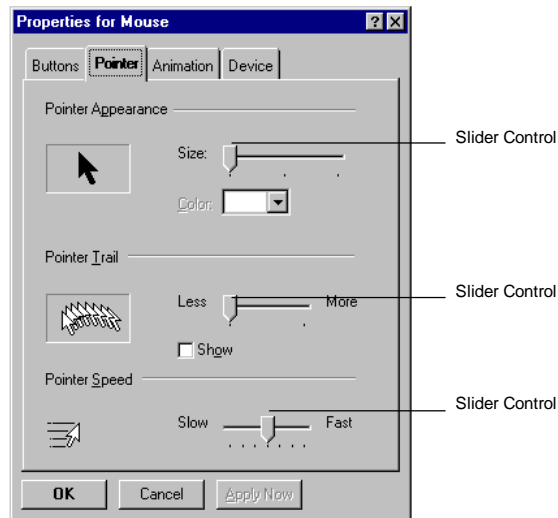 Properties for Mouse
Buttons Pointer Animation Device
Pointer Appearance
Size:
Slider Control
Color:
Pointer Trail
Less More
Slider Control
Show
Pointer Speed
Slow Fast
Slider Control
OK Cancel Apply Now